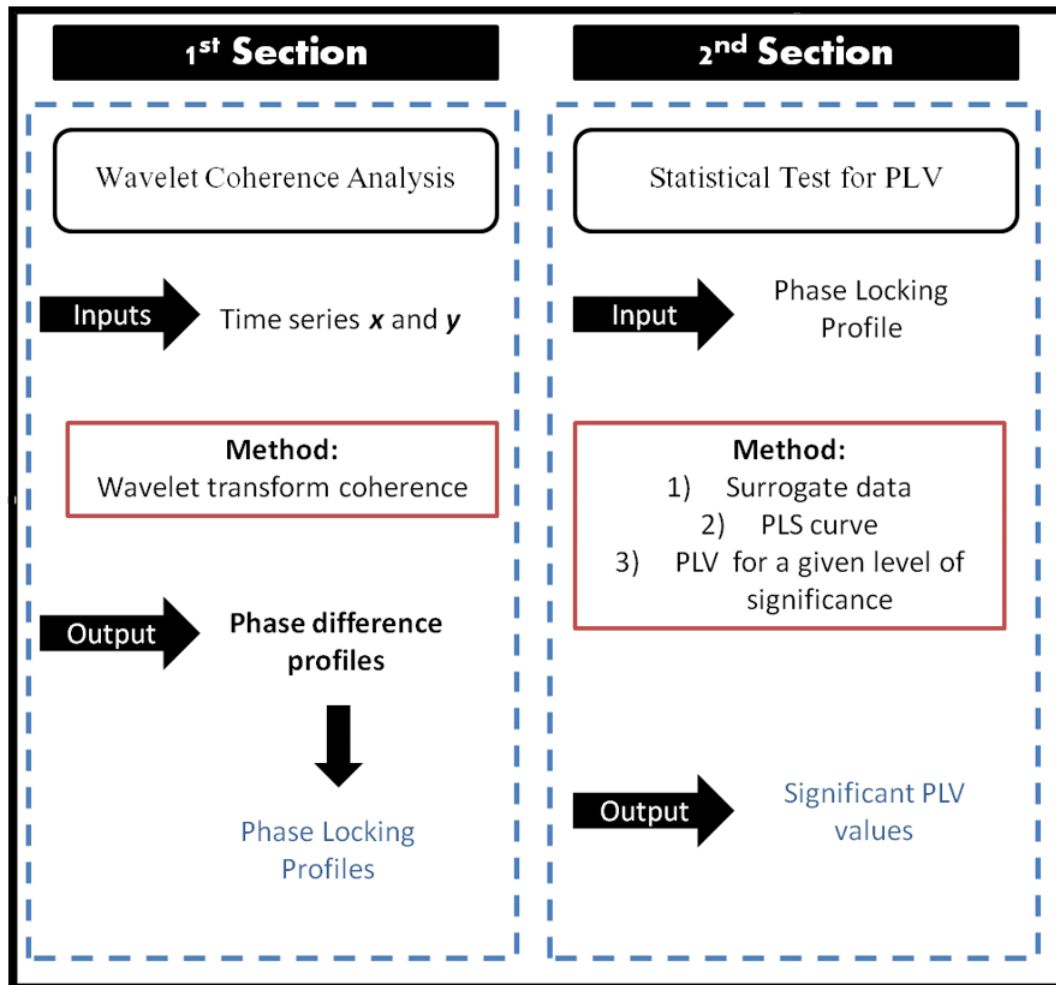 1st Section
Wavelet Coherence Analysis
Inputs
Time series x and y
Method:
Wavelet transform coherence
Output
Phase difference
profiles
Phase Locking
Profiles
2nd Section
Statistical Test for PLV
Input
Phase Locking
Profile
Method:
1) Surrogate data
2) PLS curve
3) PLV for a given level of
significance
Output
Significant PLV
values